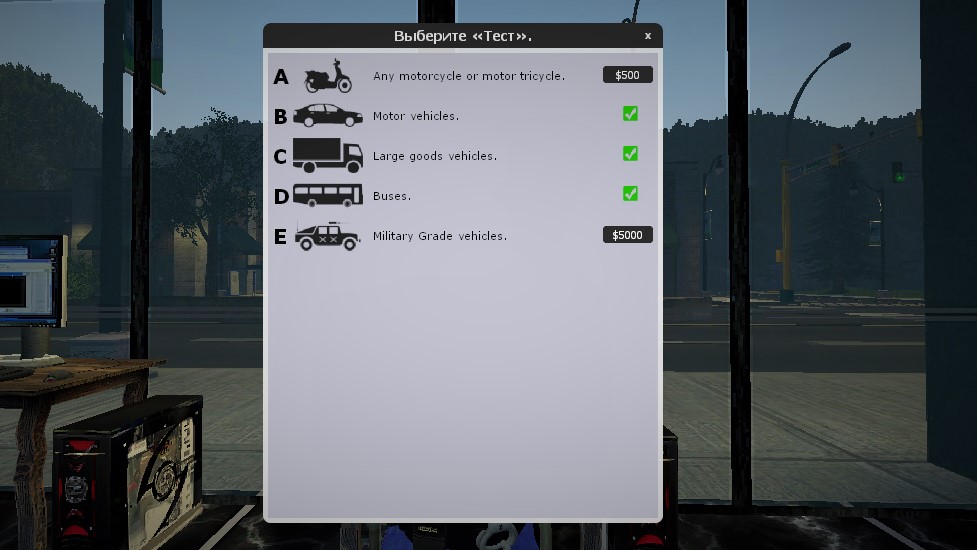 Выберите «Тест».
x
A Any motorcycle or motor tricycle. $500
B Motor vehicles.
C Large goods vehicles.
D Buses.
E Military Grade vehicles. $5000